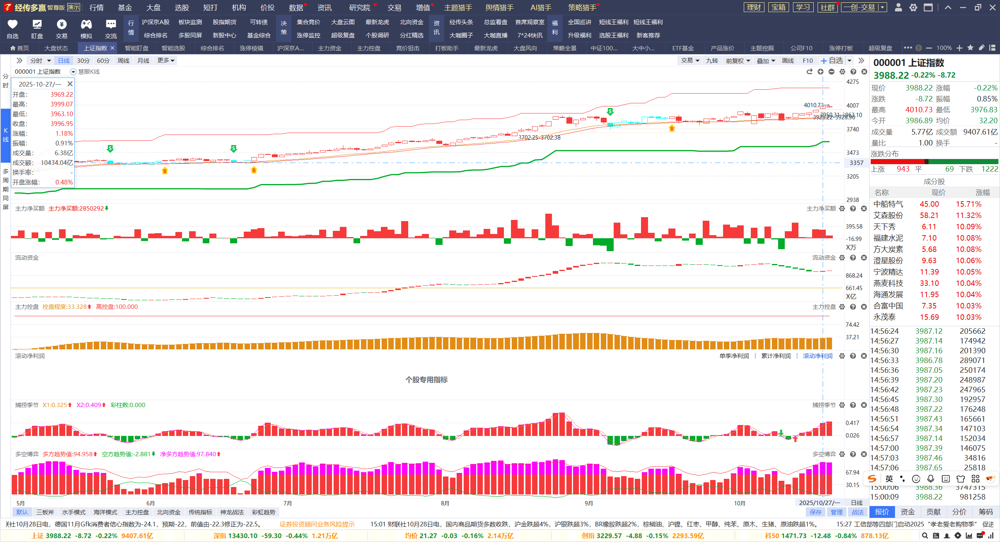 经传多赢 智尊版 演示 行情 基金 大盘 选股 短打 机构 价投 数据 资讯 研究院 交易 增值 主题猎手 舆情猎手 AI猎手 策略猎手 理财 宝箱 学习 社群 一创-交易
自选 盯盘 交易 模拟 交流
行情 沪深京A股 板块监测 股指期货 可转债 决策 集合竞价 大盘云图 最新龙虎 北向资金 资讯 经传头条 总监看盘 首席观察室 福利 全国巡讲 短线王福利 短线王福利
综合排名 多股同屏 新股中心 基金综合 涨停监控 超级复盘 个股调研 分红精选 大咖圈子 大咖直播 7*24快讯 升级福利 选股王福利 新客推荐
首页 大盘状态 上证指数 智能盯盘 智能选股 综合排名 涨停棱镜 沪深京A... 主力资金 主力控盘 竞价狙击 打板助手 最新龙虎 大盘风向 策略全景 中证100... 大中小... ETF基金 产品涨价 主题挖掘 公司F10 涨停打板 超级复盘 ••• 100%
分时 日线 30分 60分 周线 月线 更多 交易 九转 前复权 叠加 画线 F10 自选
分时
K线
多周期同屏
000001 上证指数 慧眼K线
2025-10-27/一
开盘: 3969.22
最高: 3999.07
最低: 3963.10
收盘: 3996.95
涨幅: 1.18%
振幅: 0.91%
成交量: 6.38亿
成交额: 10434.04亿
换手率: -
开盘涨幅: 0.48%
4275
4007
3740
3473
3357
3205
2938
4010.73→
3959.31-3963.10
3702.25-3702.38
S
S
S
B
B
B
主力净买额 主力净买额:2850292 主力净买额
395.58
-16.99
X万
流动资金 流动资金
868.24
661.45
X亿
主力控盘 控盘程度:33.328 高控盘:100.000 主力控盘
74.42
37.21
滚动净利润 单季净利润 累计净利润 滚动净利润
个股专用指标
捕捞季节 X1:0.325 X2:0.409 彩柱数:0.000 捕捞季节
0.417
0.026
多空博弈 多方趋势值:94.958 空方趋势值:-2.881 净多方趋势值:97.840 多空博弈
67.94
30.15
5月 6月 7月 8月 9月 10月 2025/10/27/一 日线
默认 三板斧 水手模式 海洋模式 主力控盘 北向资金 传统指标 神龙战法 彩虹趋势 保存 管理 战法
000001 上证指数
3988.22 -0.22% -8.72
现价 3988.22 涨幅 -0.22%
涨跌 -8.72 振幅 0.85%
最高 4010.73 最低 3976.83
今开 3986.89 均价 32.20
成交量 5.77亿 成交额 9407.61亿
量比 1.00 换手 -
涨跌分布
上涨 943 平 69 下跌 1222
成分股
名称 现价 涨幅
中船特气 45.00 15.71%
艾森股份 58.21 11.32%
天下秀 6.11 10.09%
福建水泥 7.10 10.08%
方大炭素 5.68 10.08%
澄星股份 9.63 10.06%
宁波精达 11.39 10.05%
燕麦科技 33.10 10.04%
海通发展 11.95 10.04%
合富中国 7.35 10.03%
永茂泰 15.69 10.03%
14:56:24 3987.12 205662
14:56:27 3987.14 174942
14:56:30 3987.16 201390
14:56:33 3986.78 289071
14:56:36 3987.05 250174
14:56:39 3987.20 248987
14:56:42 3987.23 247965
14:56:45 3987.30 192957
14:56:48 3987.22 176248
14:56:51 3987.43 165661
14:56:54 3987.34 147103
14:56:57 3987.14 152034
14:57:00 3987.39 146075
14:57:03 3987.46 34816
14:57:06 3987.65 25818
英
15:00:06 3988.36 3747315
15:00:09 3988.22 981258
报价 资金 贡献 分价 筹码
社10月28日电，德国11月Gfk消费者信心指数为-24.1，预期-22，前值由-22.3修正为-22.5。 证券投资顾问业务风险提示 15:01 财联社10月28日电，国内商品期货多数收跌，沪金跌超4%，沪银跌超3%，BR橡胶跌超2%，棕榈油、沪镍、红枣、甲醇、纯苯、原木、生猪、原油跌超1%。 15:27 工信部等四部门启动2025“孝老爱老购物季” 促进
上证 3988.22 -8.72 -0.22% 9407.61亿 深指 13430.10 -59.30 -0.44% 1.21万亿 均价 21.27 -0.03 -0.16% 2.14万亿 创指 3229.57 -4.88 -0.15% 2293.59亿 科50 1471.73 -12.48 -0.84% 878.13亿